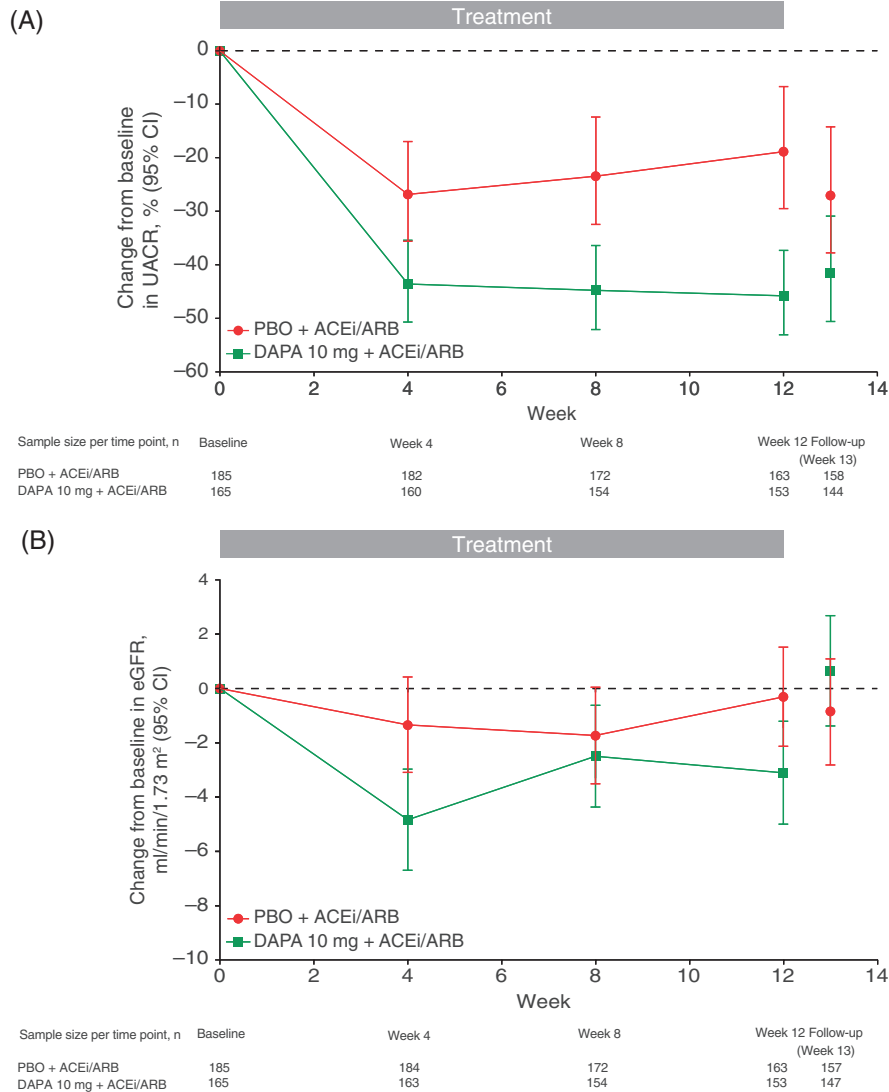 (A)
Treatment
Change from baseline
in UACR, % (95% CI)
0
–10
–20
–30
–40
–50
–60
PBO + ACEi/ARB
DAPA 10 mg + ACEi/ARB
0 2 4 6 8 10 12 14
Week
Sample size per time point, n Baseline Week 4 Week 8 Week 12 Follow-up
(Week 13)
PBO + ACEi/ARB 185 182 172 163 158
DAPA 10 mg + ACEi/ARB 165 160 154 153 144
(B)
Treatment
Change from baseline in eGFR,
ml/min/1.73 m² (95% CI)
4
2
0
–2
–4
–6
–8
–10
PBO + ACEi/ARB
DAPA 10 mg + ACEi/ARB
0 2 4 6 8 10 12 14
Week
Sample size per time point, n Baseline Week 4 Week 8 Week 12 Follow-up
(Week 13)
PBO + ACEi/ARB 185 184 172 163 157
DAPA 10 mg + ACEi/ARB 165 163 154 153 147